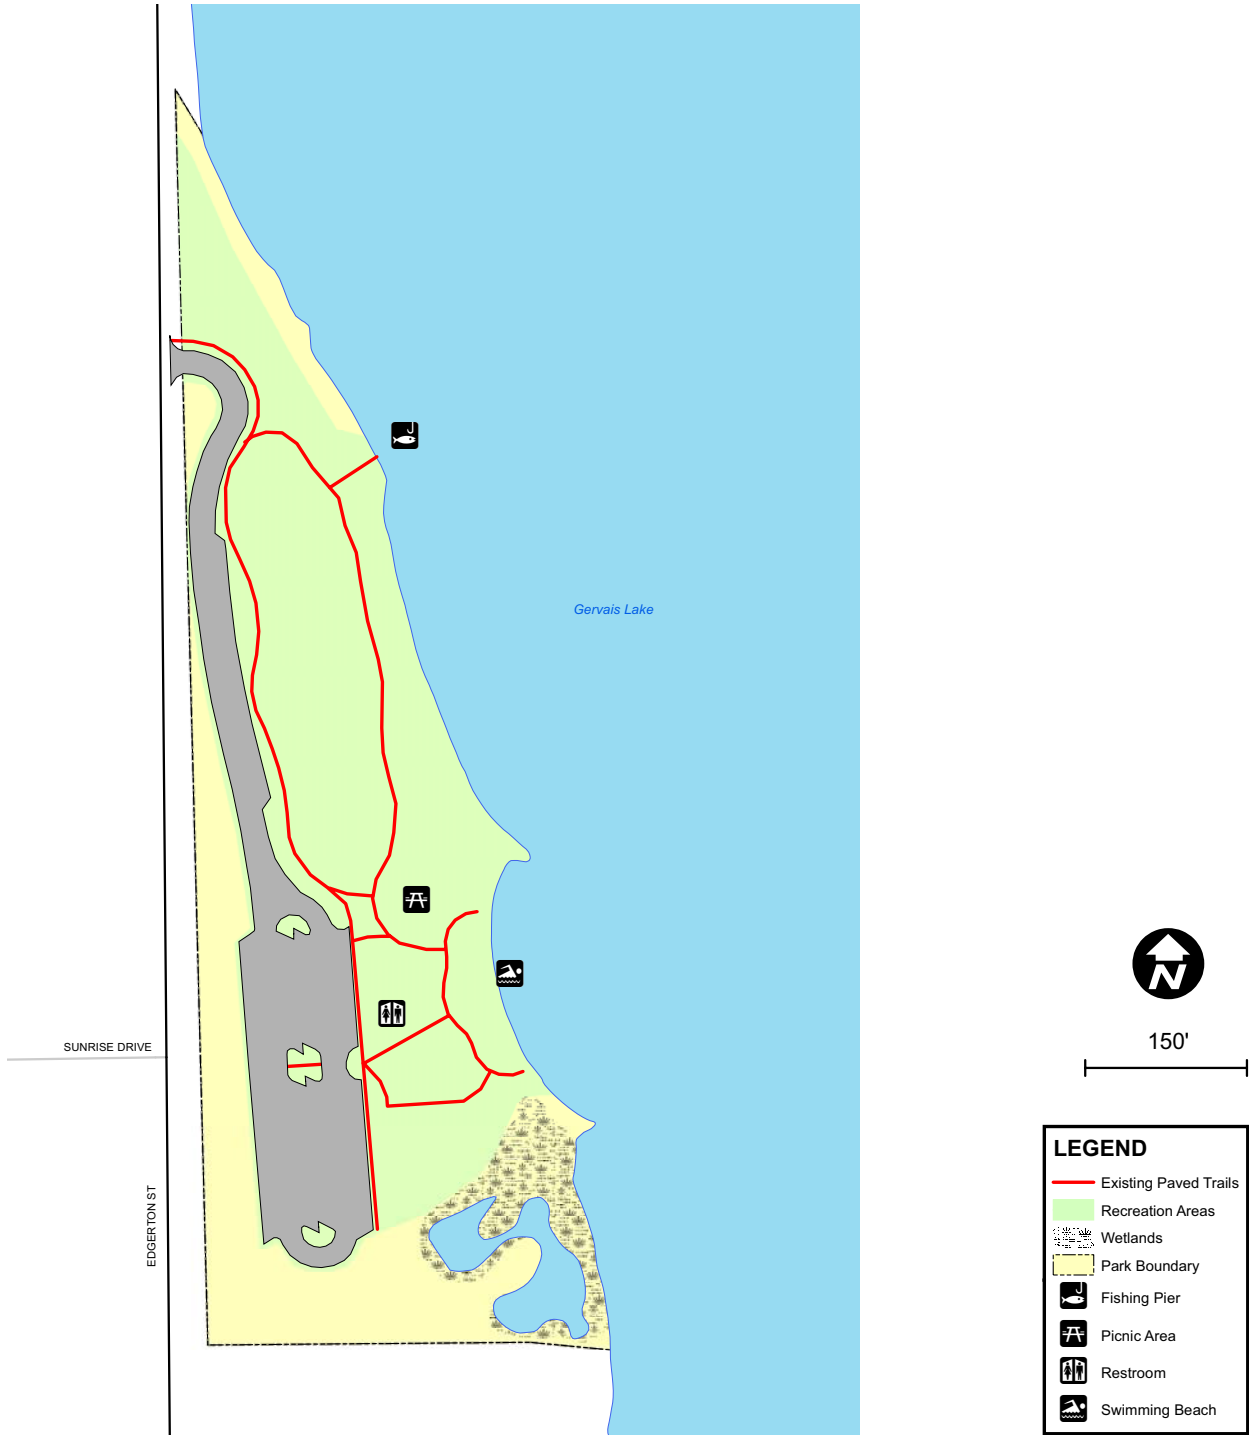 Gervais Lake
SUNRISE DRIVE
EDGERTON ST
N
150'
LEGEND
Existing Paved Trails
Recreation Areas
Wetlands
Park Boundary
Fishing Pier
Picnic Area
Restroom
Swimming Beach